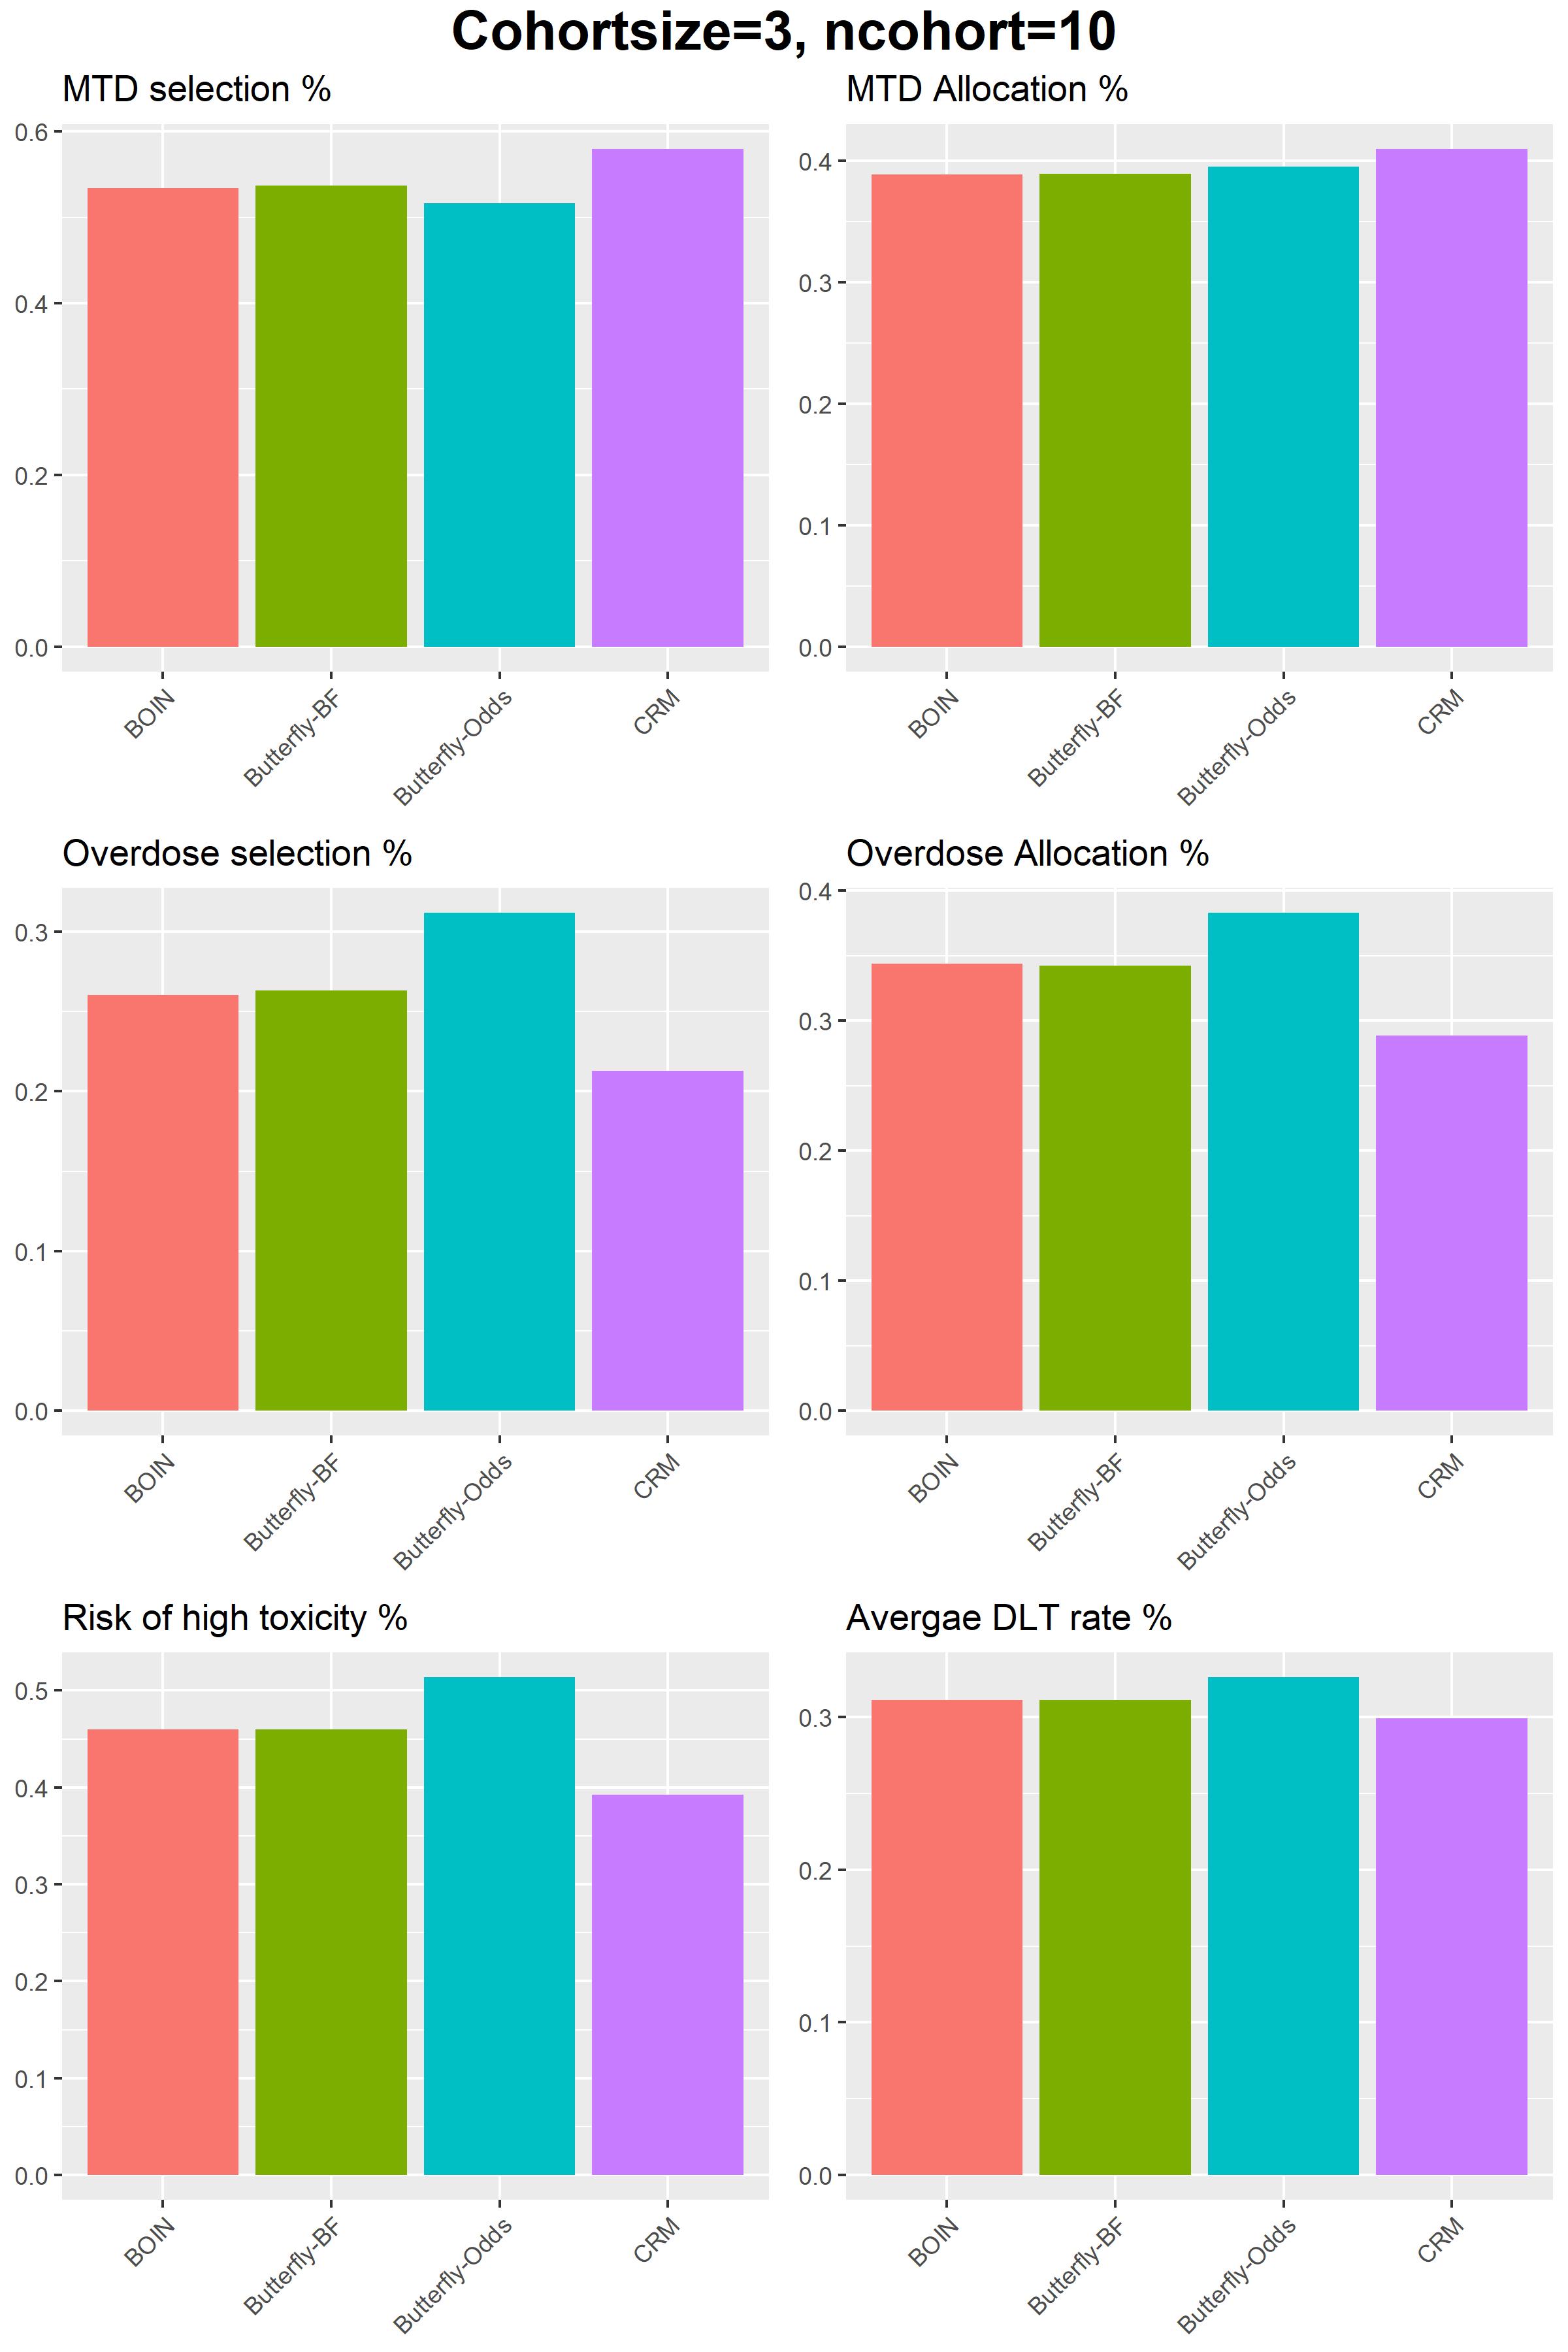 Cohortsize=3, ncohort=10
MTD selection %
0.6
0.4
0.2
0.0
BOIN
Butterfly-BF
Butterfly-Odds
CRM
MTD Allocation %
0.4
0.3
0.2
0.1
0.0
BOIN
Butterfly-BF
Butterfly-Odds
CRM
Overdose selection %
0.3
0.2
0.1
0.0
BOIN
Butterfly-BF
Butterfly-Odds
CRM
Overdose Allocation %
0.4
0.3
0.2
0.1
0.0
BOIN
Butterfly-BF
Butterfly-Odds
CRM
Risk of high toxicity %
0.5
0.4
0.3
0.2
0.1
0.0
BOIN
Butterfly-BF
Butterfly-Odds
CRM
Avergae DLT rate %
0.3
0.2
0.1
0.0
BOIN
Butterfly-BF
Butterfly-Odds
CRM